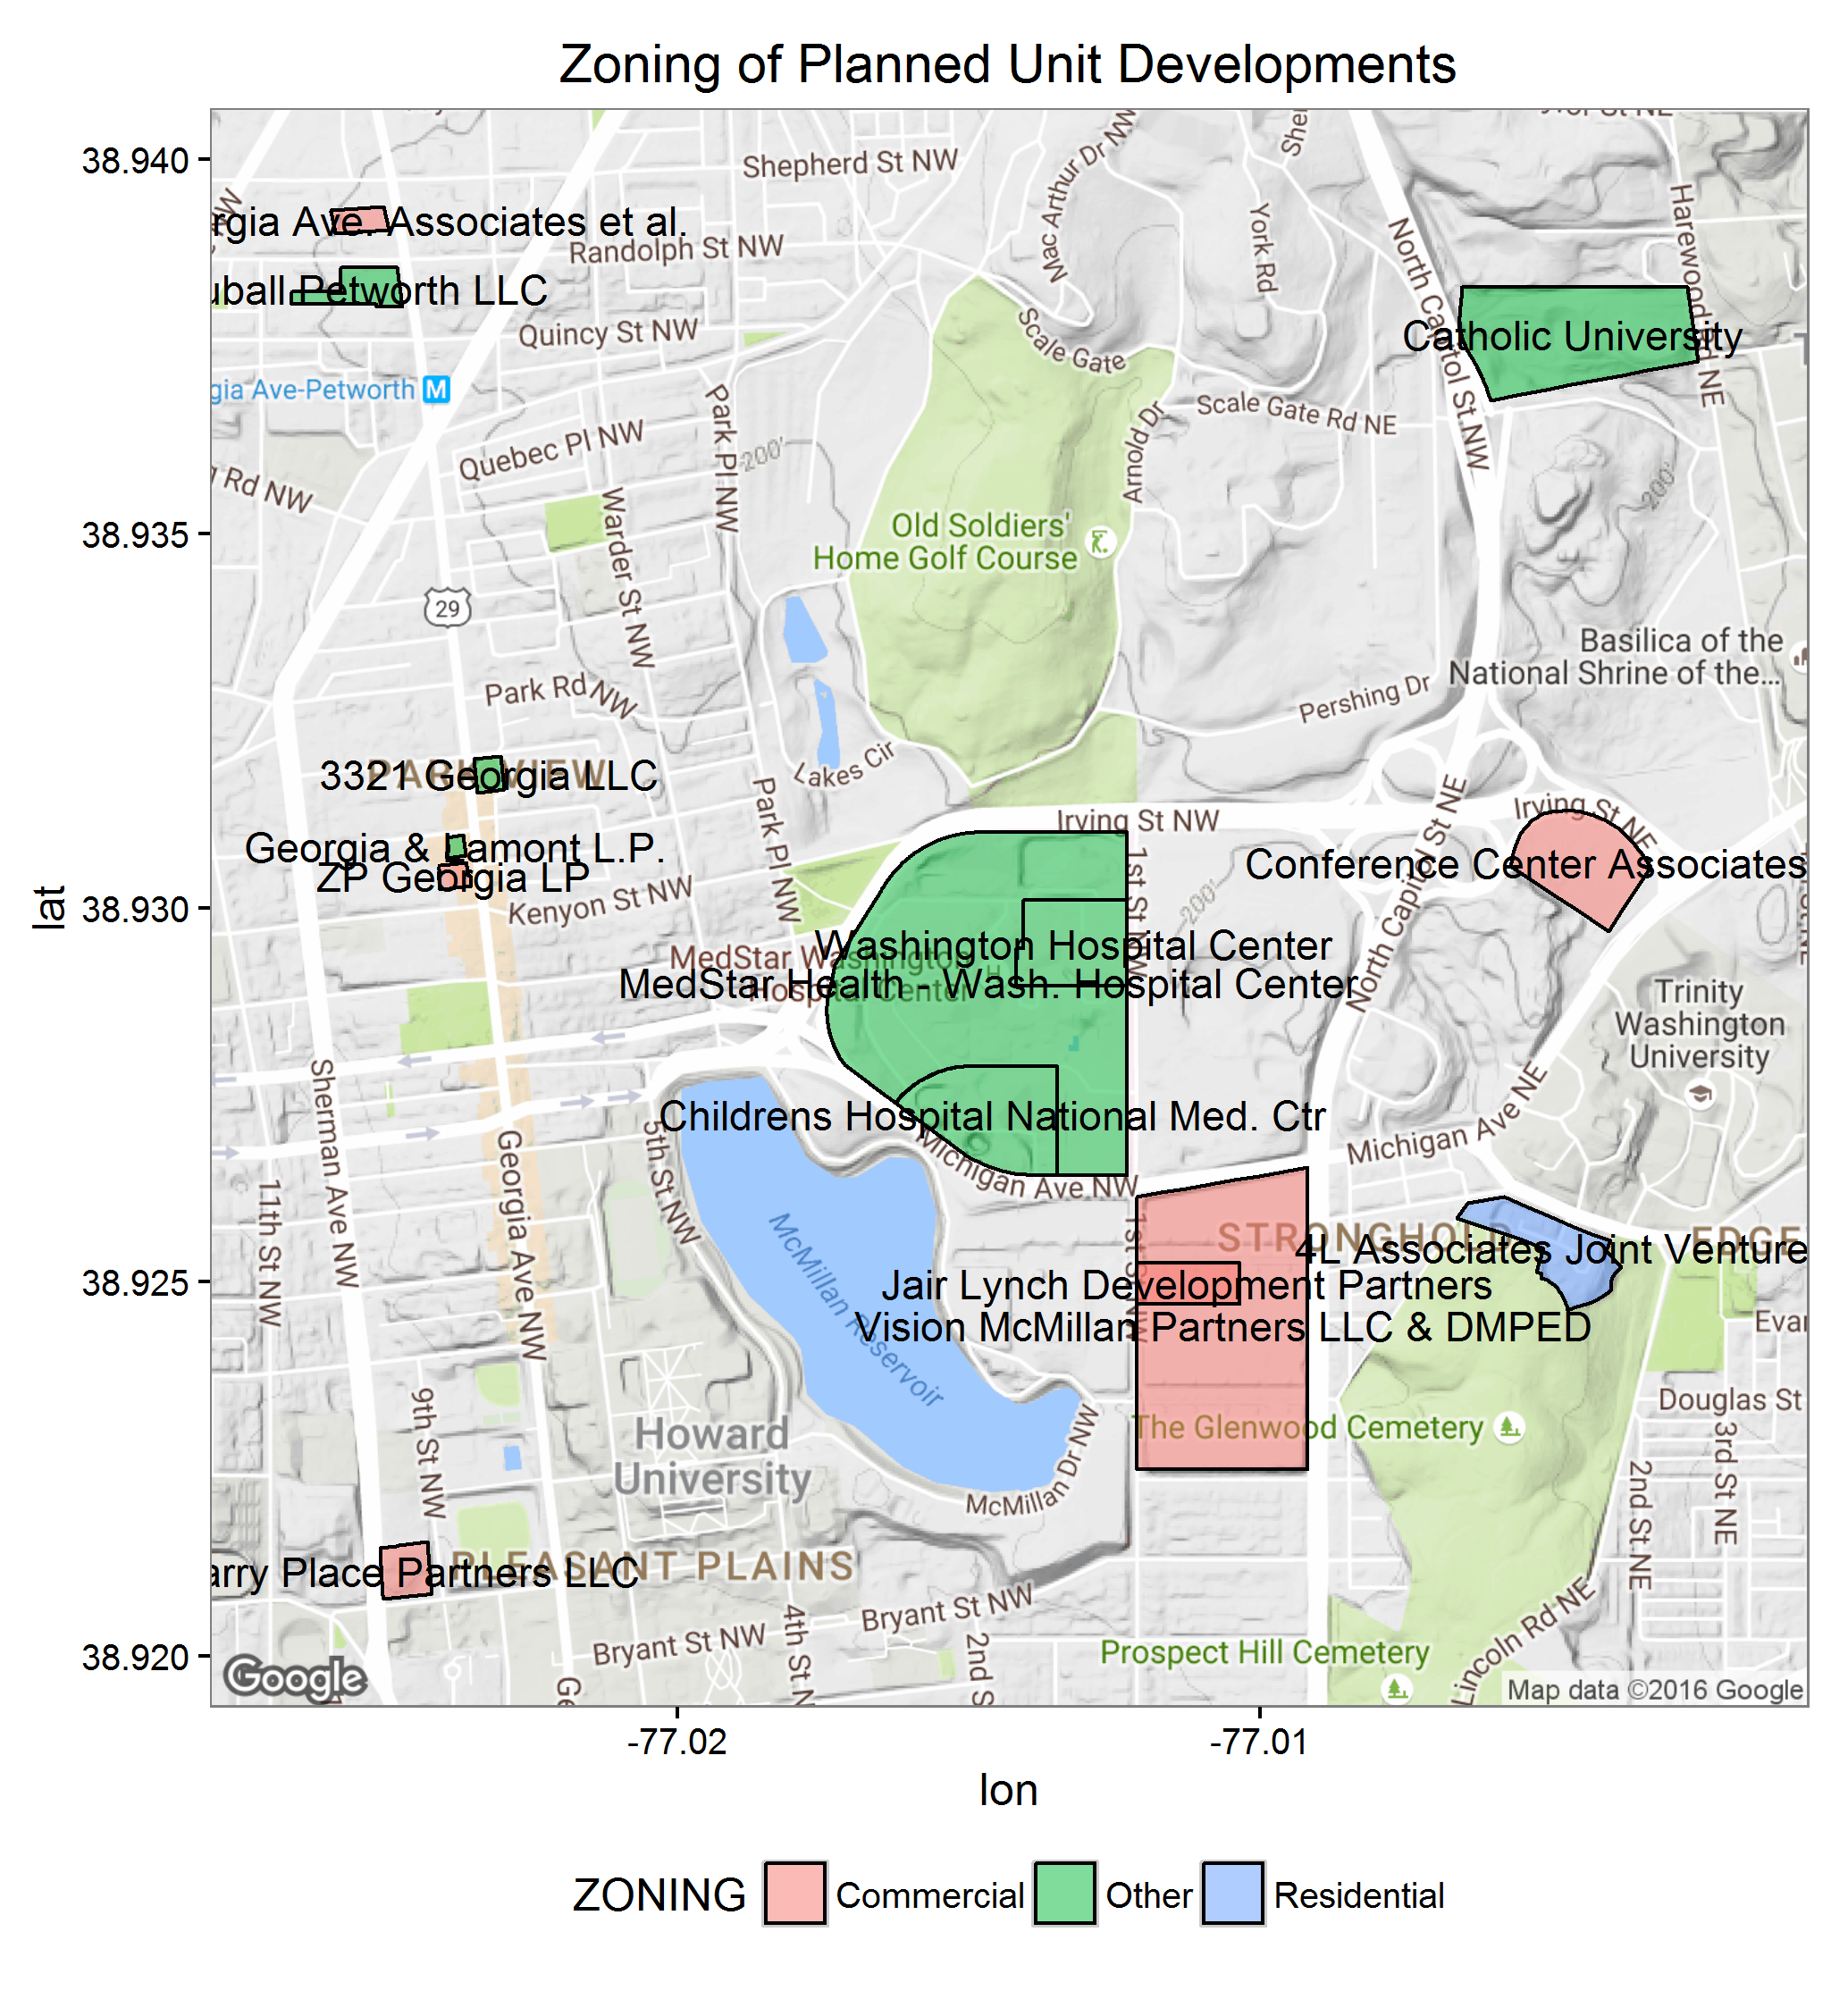 Zoning of Planned Unit Developments
38.940
38.935
38.930
38.925
38.920
lat
Shepherd St NW
Mac Arthur Dr NW
York Rd
North Capitol St NW
Harewood Rd NE
rgia Ave. Associates et al.
Randolph St NW
uball Petworth LLC
Quincy St NW
Scale Gate
Catholic University
gia Ave-Petworth
M
Park Pl NW
Scale Gate Rd NE
Arnold Dr
Quebec Pl NW
200'
200'
Rd NW
Warder St NW
Old Soldiers'
Home Golf Course
29
Basilica of the
National Shrine of the...
Park Rd NW
Pershing Dr
Lakes Cir
PARK VIEW
3321 Georgia LLC
Park Pl NW
Irving St NW
Irving St NE
Georgia & Lamont L.P.
ZP Georgia LP
Kenyon St NW
1st St NW
200'
North Capitol St NE
Conference Center Associates
MedStar Washington
Hospital Center
Washington Hospital Center
MedStar Health - Wash. Hospital Center
Trinity
Washington
University
Sherman Ave NW
Childrens Hospital National Med. Ctr
Michigan Ave NE
5th St NW
Georgia Ave NW
Michigan Ave NW
11th St NW
McMillan Reservoir
1st St NW
STRONGHOLD
EDGE
4L Associates Joint Venture
Jair Lynch Development Partners
Vision McMillan Partners LLC & DMPED
Evar
9th St NW
Howard
University
The Glenwood Cemetery
Douglas St
3rd St NE
2nd St NE
McMillan Dr NW
PLEASANT PLAINS
arry Place Partners LLC
Bryant St NW
Bryant St NW
4th St N
2nd S
Ge
Prospect Hill Cemetery
Lincoln Rd NE
Google
Map data ©2016 Google
-77.02
-77.01
lon
ZONING
Commercial
Other
Residential